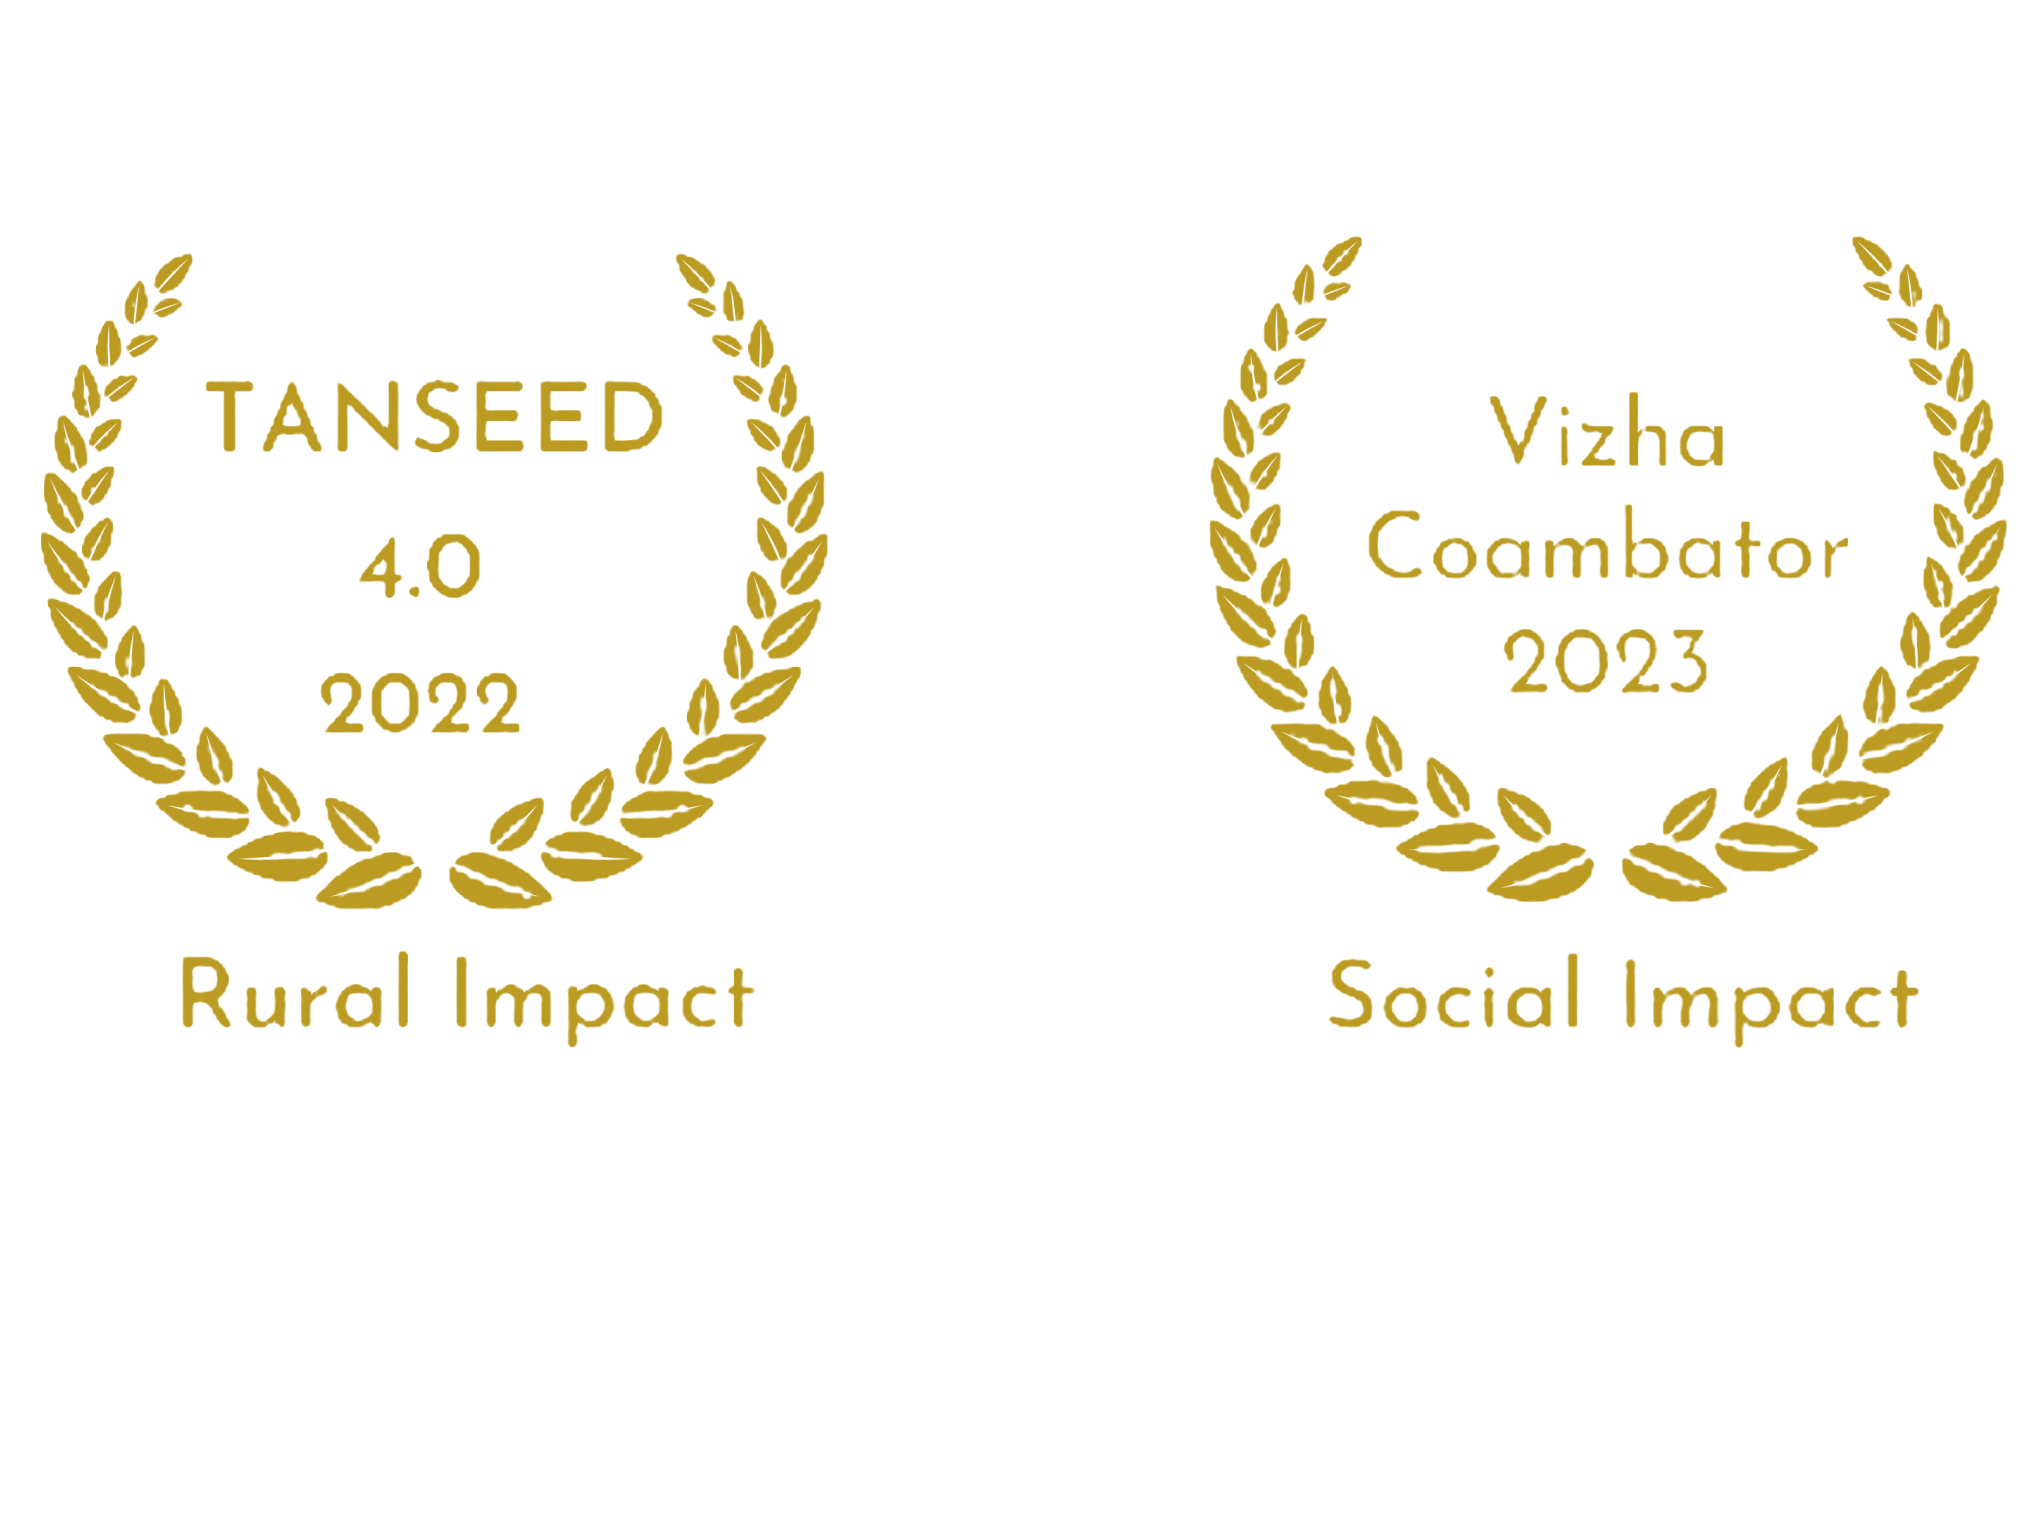 TANSEED
4.0
2022
Rural Impact
Vizha
Coambator
2023
Social Impact